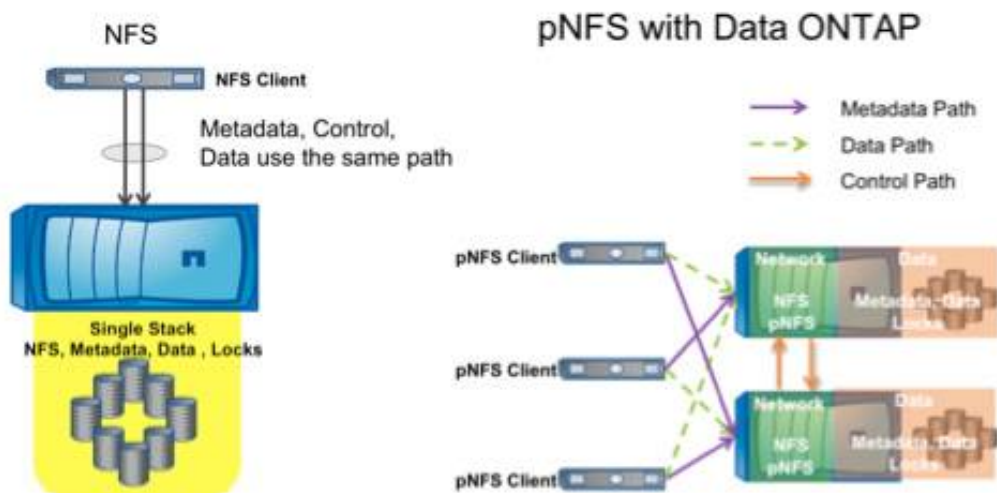 NFS
NFS Client
Metadata, Control,
Data use the same path
Single Stack
NFS, Metadata, Data , Locks
pNFS with Data ONTAP
Metadata Path
Data Path
Control Path
pNFS Client
pNFS Client
pNFS Client
Network
Data
NFS
pNFS
Metadata, Data
Locks
Network
Data
NFS
pNFS
Metadata, Data
Locks